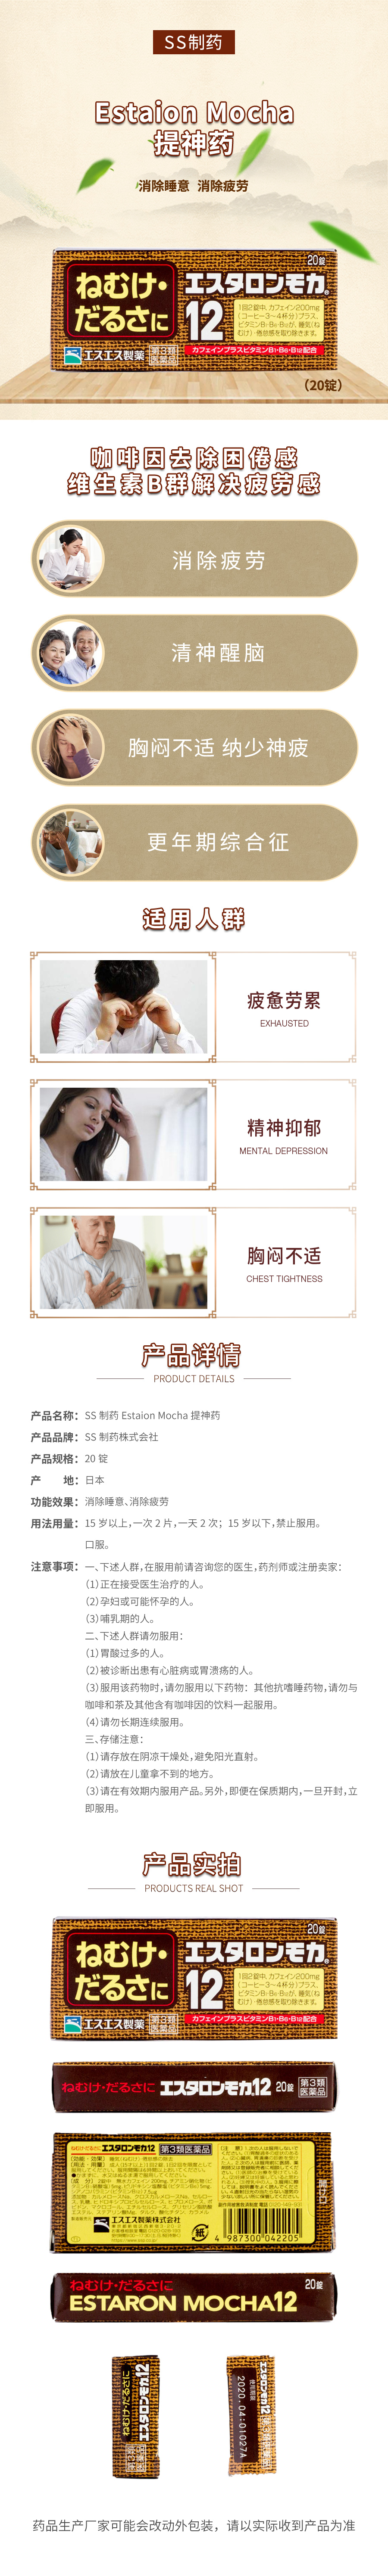 SS制药
Estaion Mocha
提神药
消除睡意 消除疲劳
20錠
ねむけ・
だるさに
エスタロンモカ®
12
1回2錠中、カフェイン200mg
(コーヒー3〜4杯分)プラス、
ビタミンB₁・B₆・B₁₂が、睡気(ね
むけ)・倦怠感を取り除きます。
エスエス製薬
第3類
医薬品
カフェインプラスビタミンB₁・B₆・B₁₂配合
(20锭)
咖啡因去除困倦感
维生素B群解决疲劳感
消除疲劳
清神醒脑
胸闷不适 纳少神疲
更年期综合征
适用人群
疲惫劳累
EXHAUSTED
精神抑郁
MENTAL DEPRESSION
胸闷不适
CHEST TIGHTNESS
产品详情
PRODUCT DETAILS
产品名称：SS 制药 Estaion Mocha 提神药
产品品牌：SS 制药株式会社
产品规格：20 锭
产 地：日本
功能效果：消除睡意、消除疲劳
用法用量：15 岁以上，一次 2 片，一天 2 次；15 岁以下，禁止服用。
口服。
注意事项：一、下述人群，在服用前请咨询您的医生，药剂师或注册卖家：
（1）正在接受医生治疗的人。
（2）孕妇或可能怀孕的人。
（3）哺乳期的人。
二、下述人群请勿服用：
（1）胃酸过多的人。
（2）被诊断出患有心脏病或胃溃疡的人。
（3）服用该药物时，请勿服用以下药物：其他抗嗜睡药物，请勿与
咖啡和茶及其他含有咖啡因的饮料一起服用。
（4）请勿长期连续服用。
三、存储注意：
（1）请存放在阴凉干燥处，避免阳光直射。
（2）请放在儿童拿不到的地方。
（3）请在有效期内服用产品。另外，即便在保质期内，一旦开封，立
即服用。
产品实拍
PRODUCTS REAL SHOT
20錠
ねむけ・
だるさに
エスタロンモカ®
12
1回2錠中、カフェイン200mg
(コーヒー3〜4杯分)プラス、
ビタミンB₁・B₆・B₁₂が、睡気(ね
むけ)・倦怠感を取り除きます。
エスエス製薬
第3類
医薬品
カフェインプラスビタミンB₁・B₆・B₁₂配合
ねむけ・だるさに エスタロンモカ12 20錠 第3類医薬品
ねむけ・だるさに エスタロンモカ12 第3類医薬品
エスエス製薬株式会社
紙
4 987300 042205
ねむけ・だるさに
ESTARON MOCHA12
20錠
ねむけ・だるさに
エスタロンモカ12
エスタロンモカ12
2020.04:01027A
药品生产厂家可能会改动外包装，请以实际收到产品为准